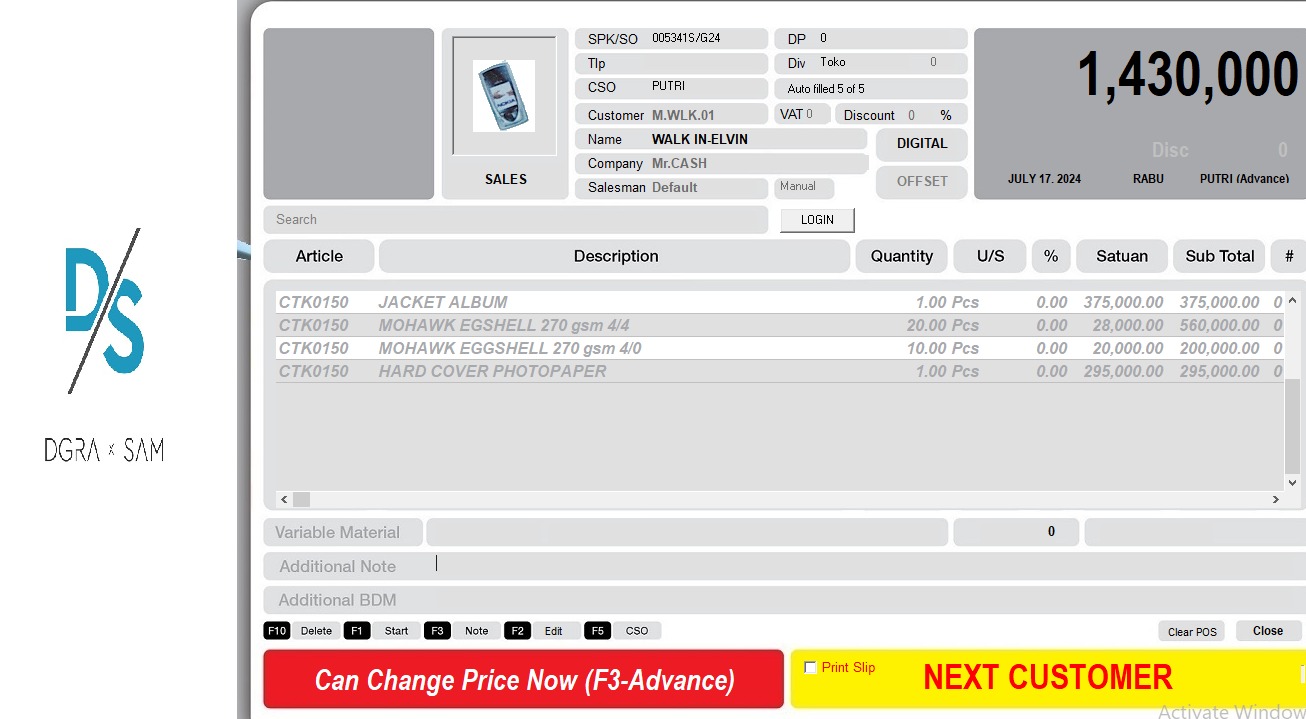 SPK/SO 005341S/G24 DP 0
1,430,000
Tlp Div Toko 0
CSO PUTRI Auto filled 5 of 5
Customer M.WLK.01 VAT 0 Discount 0 %
Name WALK IN-ELVIN DIGITAL
Disc 0
Company Mr.CASH
NOKIA
SALES
Salesman Default Manual OFFSET
JULY 17. 2024 RABU PUTRI (Advance)
Search LOGIN
Article Description Quantity U/S % Satuan Sub Total #
CTK0150 JACKET ALBUM 1.00 Pcs 0.00 375,000.00 375,000.00 0
CTK0150 MOHAWK EGSHELL 270 gsm 4/4 20.00 Pcs 0.00 28,000.00 560,000.00 0
CTK0150 MOHAWK EGGSHELL 270 gsm 4/0 10.00 Pcs 0.00 20,000.00 200,000.00 0
CTK0150 HARD COVER PHOTOPAPER 1.00 Pcs 0.00 295,000.00 295,000.00 0
D/S
DGRA x SAM
Variable Material 0
Additional Note
Additional BDM
F10 Delete F1 Start F3 Note F2 Edit F5 CSO Clear POS Close
Can Change Price Now (F3-Advance)
Print Slip NEXT CUSTOMER
Activate Window